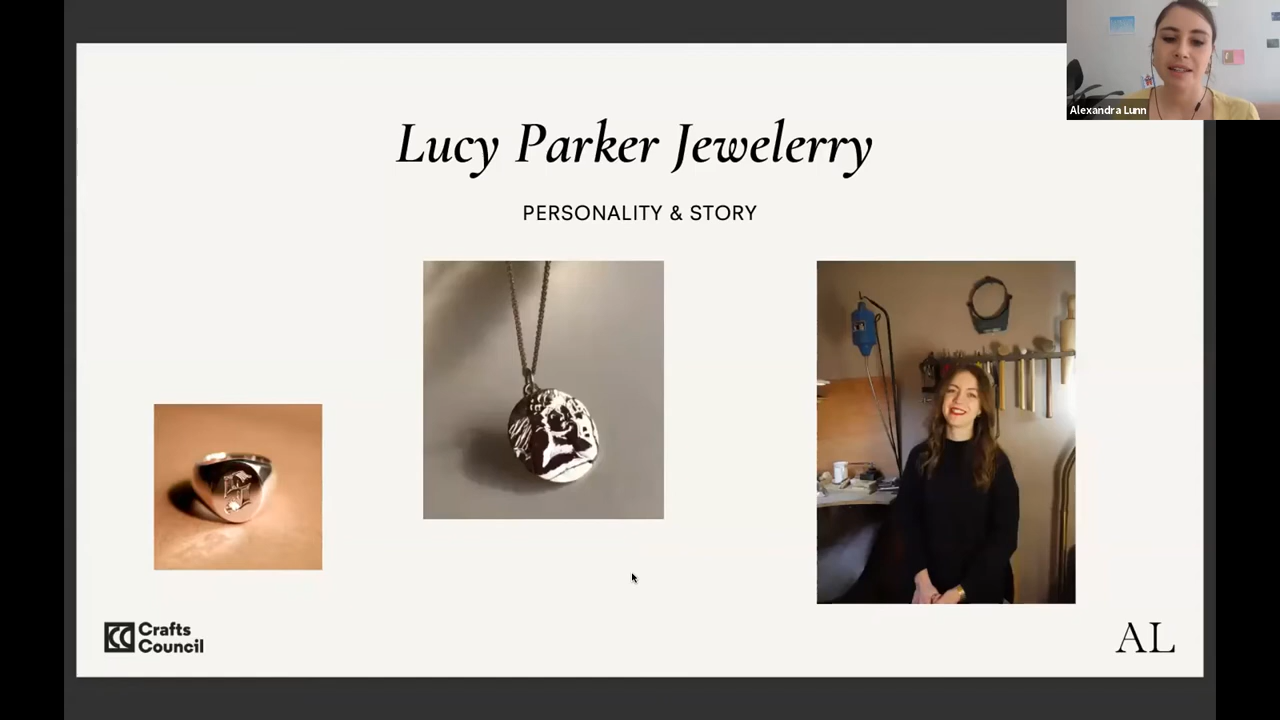 Alexandra Lunn
Lucy Parker Jewelerry
PERSONALITY & STORY
Crafts
Council
AL